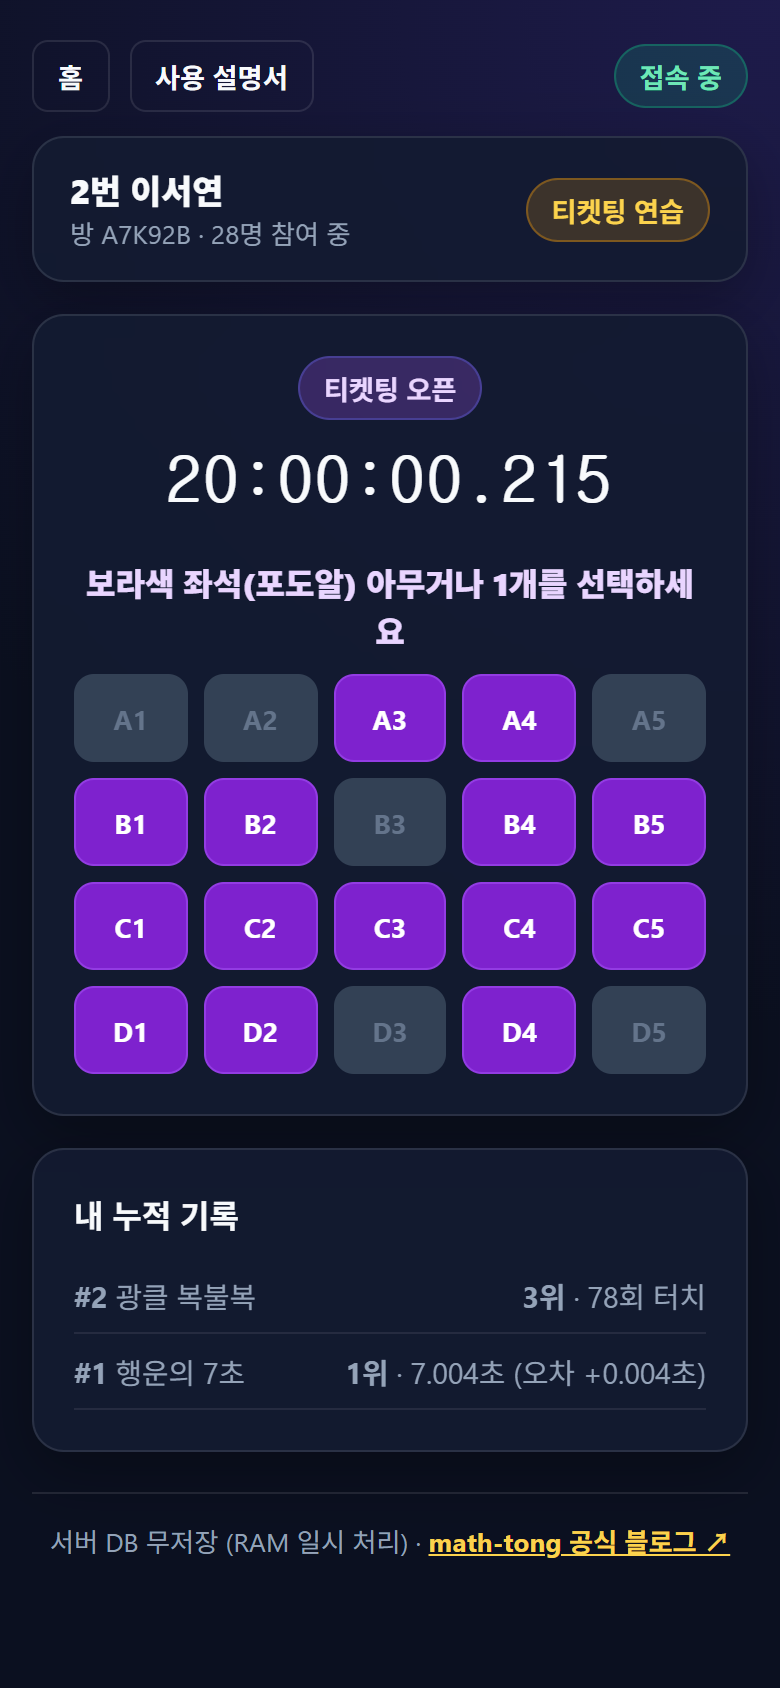 홈 사용 설명서 접속 중
2번 이서연
방 A7K92B · 28명 참여 중
티켓팅 연습
티켓팅 오픈
20:00:00.215
보라색 좌석(포도알) 아무거나 1개를 선택하세
요
A1 A2 A3 A4 A5
B1 B2 B3 B4 B5
C1 C2 C3 C4 C5
D1 D2 D3 D4 D5
내 누적 기록
#2 광클 복불복 3위 · 78회 터치
#1 행운의 7초 1위 · 7.004초 (오차 +0.004초)
서버 DB 무저장 (RAM 일시 처리) · math-tong 공식 블로그 ↗